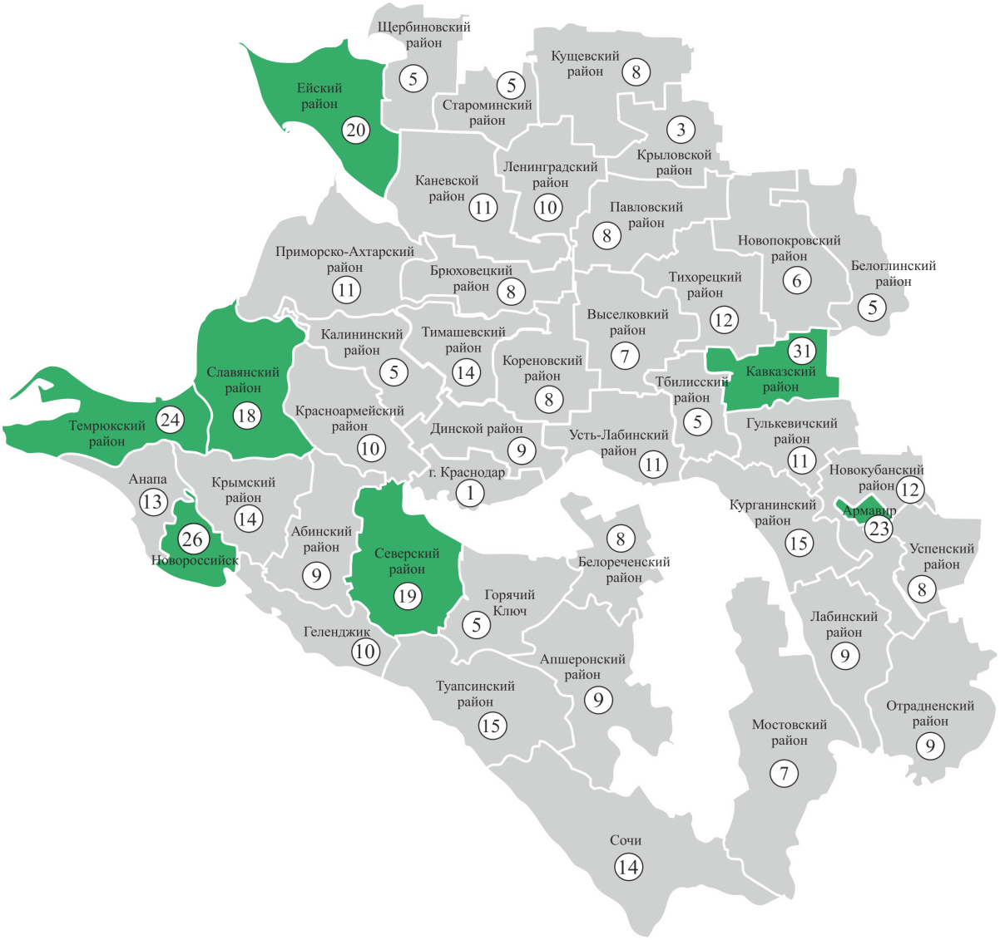 Щербиновский
район
5
Кущевский
район
8
Ейский
район
20
5
Староминский
район
3
Крыловской
район
Каневской
район
11
Ленинградский
район
10
Павловский
район
8
Новопокровский
район
6
Белоглинский
район
5
Приморско-Ахтарский
район
11
Брюховецкий
район
8
Тихорецкий
район
12
Выселковкий
район
7
Калининский
район
5
Тимашевский
район
14
Кореновский
район
8
31
Кавказский
район
Тбилисский
район
5
Славянский
район
18
Темрюкский
район
24
Красноармейский
район
10
Динской район
9
Усть-Лабинский
район
11
Гулькевичский
район
11
г. Краснодар
1
Новокубанский
район
12
Анапа
13
Крымский
район
14
Курганинский
район
15
Армавир
23
26
Новороссийск
Абинский
район
9
Северский
район
19
8
Белореченский
район
Успенский
район
8
Горячий
Ключ
5
Геленджик
10
Лабинский
район
9
Апшеронский
район
9
Туапсинский
район
15
Отрадненский
район
9
Мостовский
район
7
Сочи
14